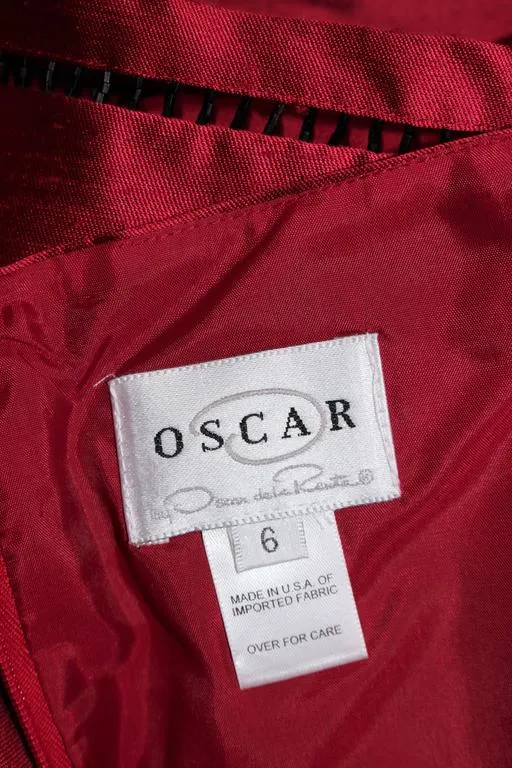 OSCAR
by Oscar de la Renta®
6
MADE IN U.S.A. OF
IMPORTED FABRIC
OVER FOR CARE